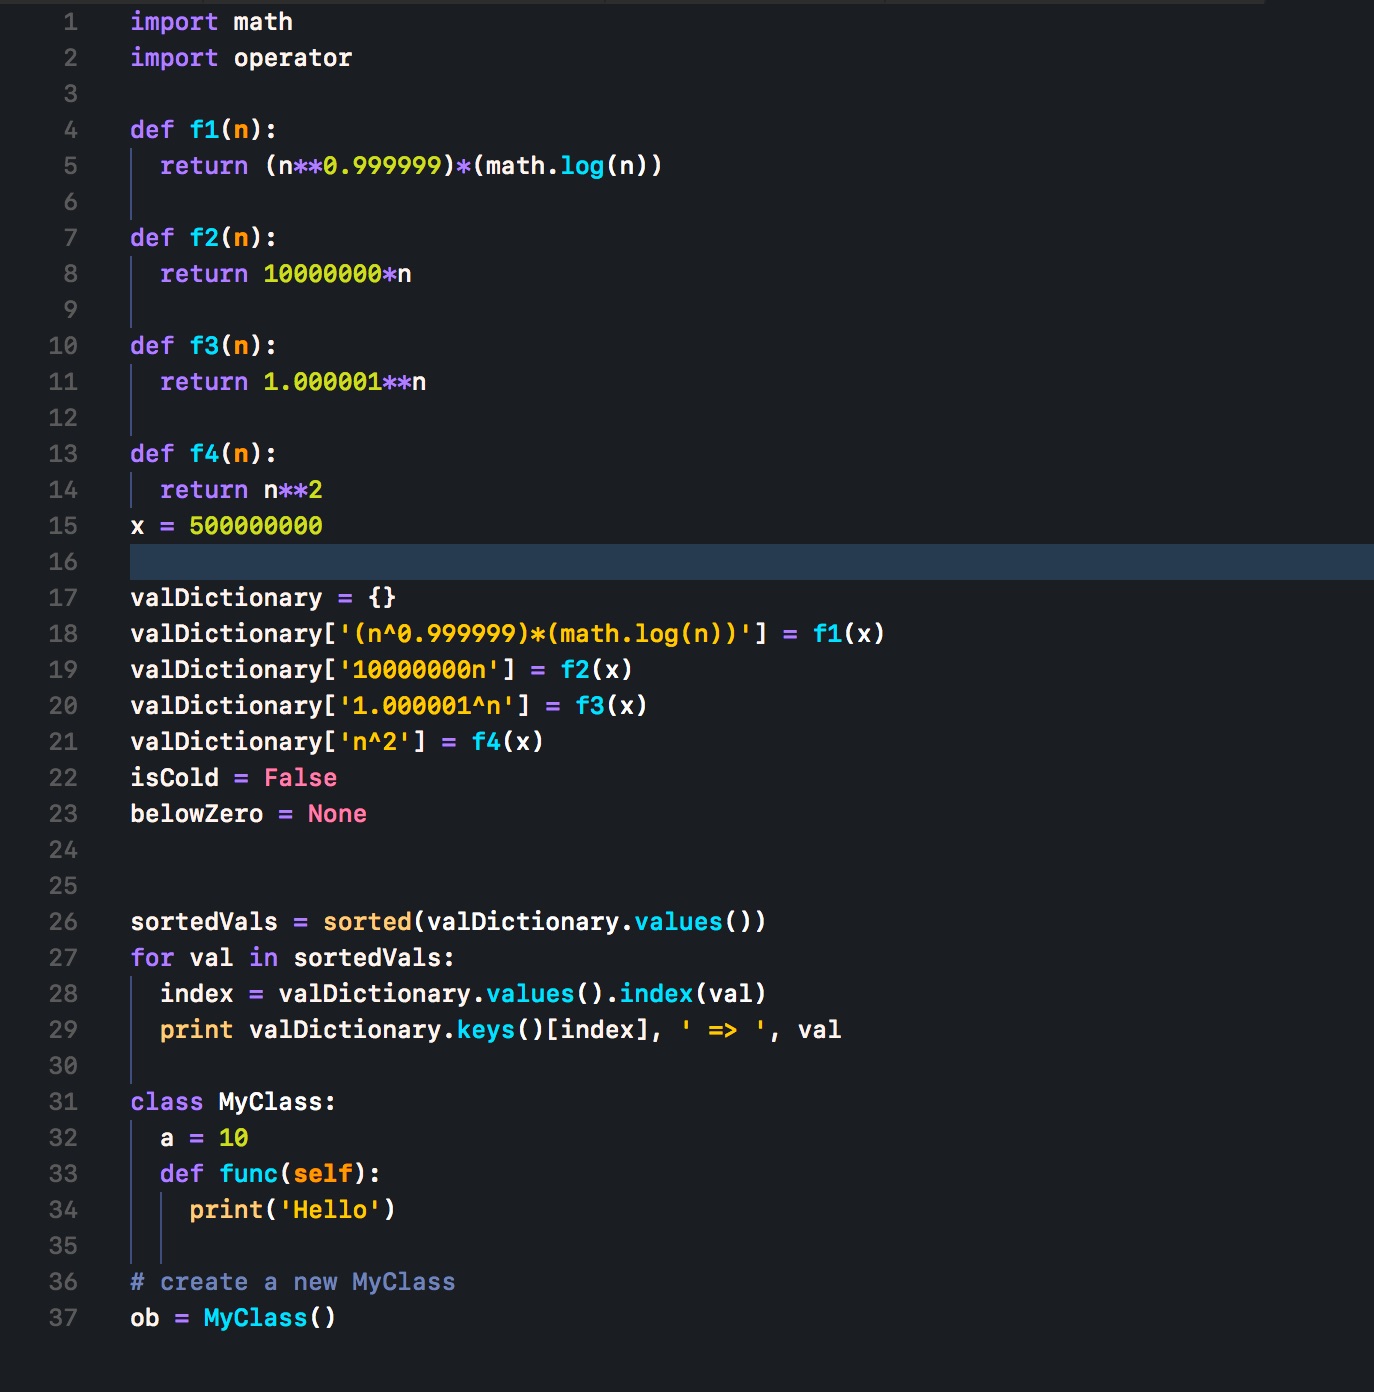 1 import math
2 import operator
3
4 def f1(n):
5 return (n**0.999999)*(math.log(n))
6
7 def f2(n):
8 return 10000000*n
9
10 def f3(n):
11 return 1.000001**n
12
13 def f4(n):
14 return n**2
15 x = 500000000
16
17 valDictionary = {}
18 valDictionary['(n^0.999999)*(math.log(n))'] = f1(x)
19 valDictionary['10000000n'] = f2(x)
20 valDictionary['1.000001^n'] = f3(x)
21 valDictionary['n^2'] = f4(x)
22 isCold = False
23 belowZero = None
24
25
26 sortedVals = sorted(valDictionary.values())
27 for val in sortedVals:
28 index = valDictionary.values().index(val)
29 print valDictionary.keys()[index], ' => ', val
30
31 class MyClass:
32 a = 10
33 def func(self):
34 print('Hello')
35
36 # create a new MyClass
37 ob = MyClass()